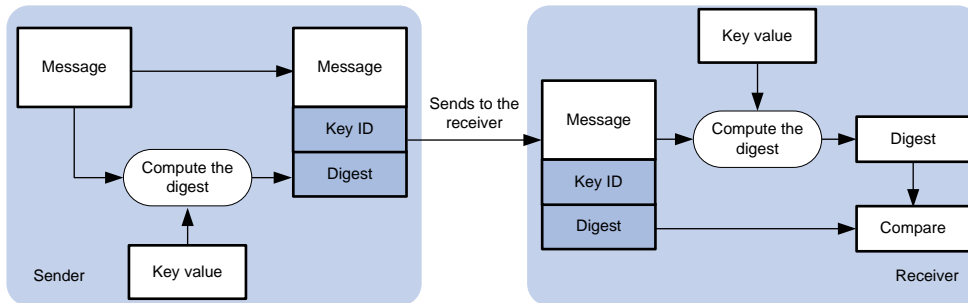 Message
Message
Key ID
Digest
Compute the
digest
Key value
Sender
Sends to the
receiver
Key value
Message
Key ID
Digest
Compute the
digest
Digest
Compare
Receiver